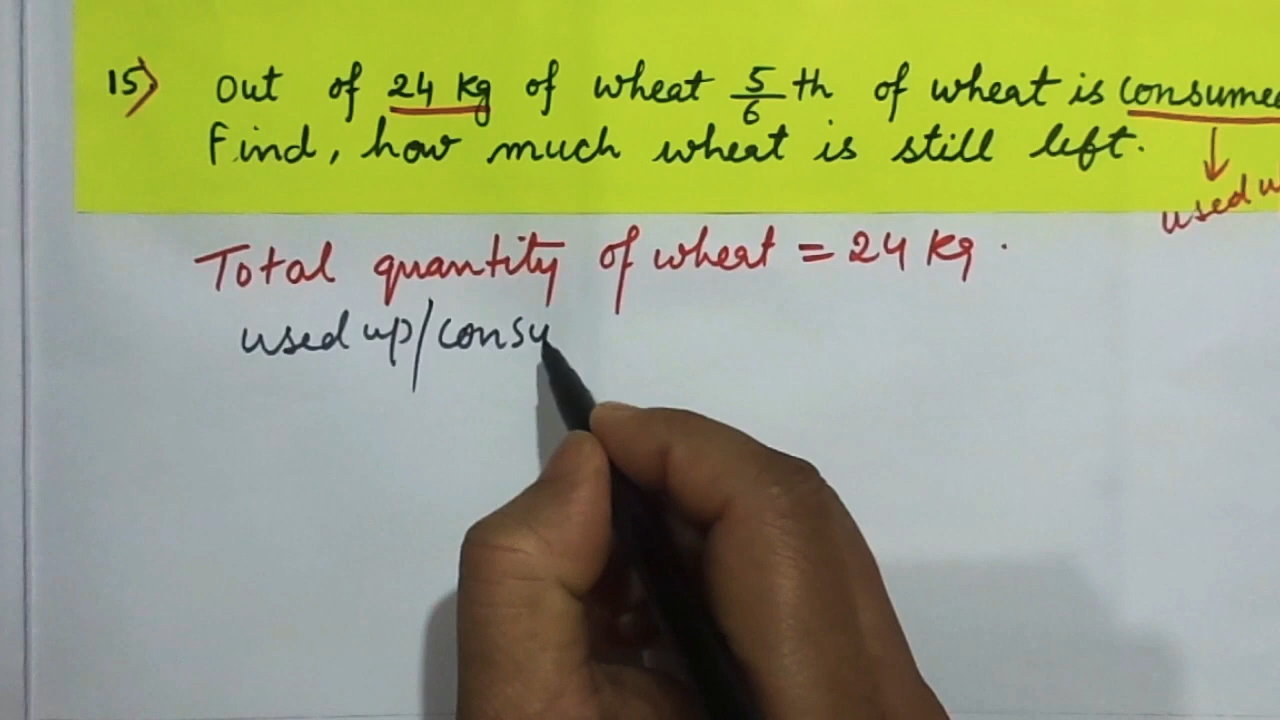 15) Out of 24 kg of wheat 5/6 th of wheat is consume
Find, how much wheat is still left.
used u
Total quantity of wheat = 24 kg.
used up/consu